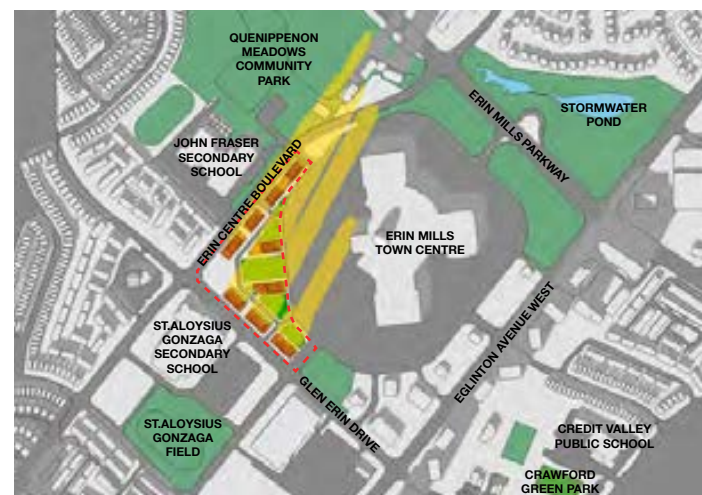 QUENIPPENON
MEADOWS
COMMUNITY
PARK
ERIN MILLS PARKWAY
STORMWATER
POND
JOHN FRASER
SECONDARY
SCHOOL
ERIN CENTRE BOULEVARD
ERIN MILLS
TOWN CENTRE
ST.ALOYSIUS
GONZAGA
SECONDARY
SCHOOL
EGLINTON AVENUE WEST
GLEN ERIN DRIVE
ST.ALOYSIUS
GONZAGA
FIELD
CREDIT VALLEY
PUBLIC SCHOOL
CRAWFORD
GREEN PARK